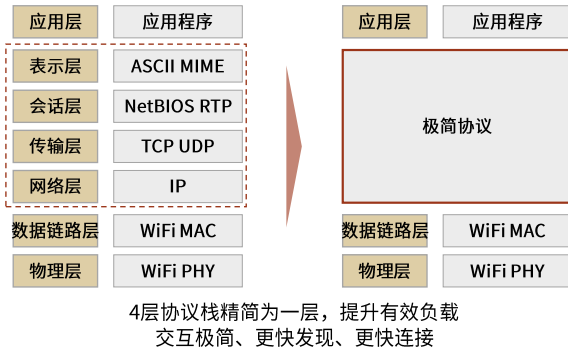 应用层 应用程序 应用层 应用程序
表示层 ASCII MIME
会话层 NetBIOS RTP
极简协议
传输层 TCP UDP
网络层 IP
数据链路层 WiFi MAC 数据链路层 WiFi MAC
物理层 WiFi PHY 物理层 WiFi PHY
4层协议栈精简为一层，提升有效负载
交互极简、更快发现、更快连接